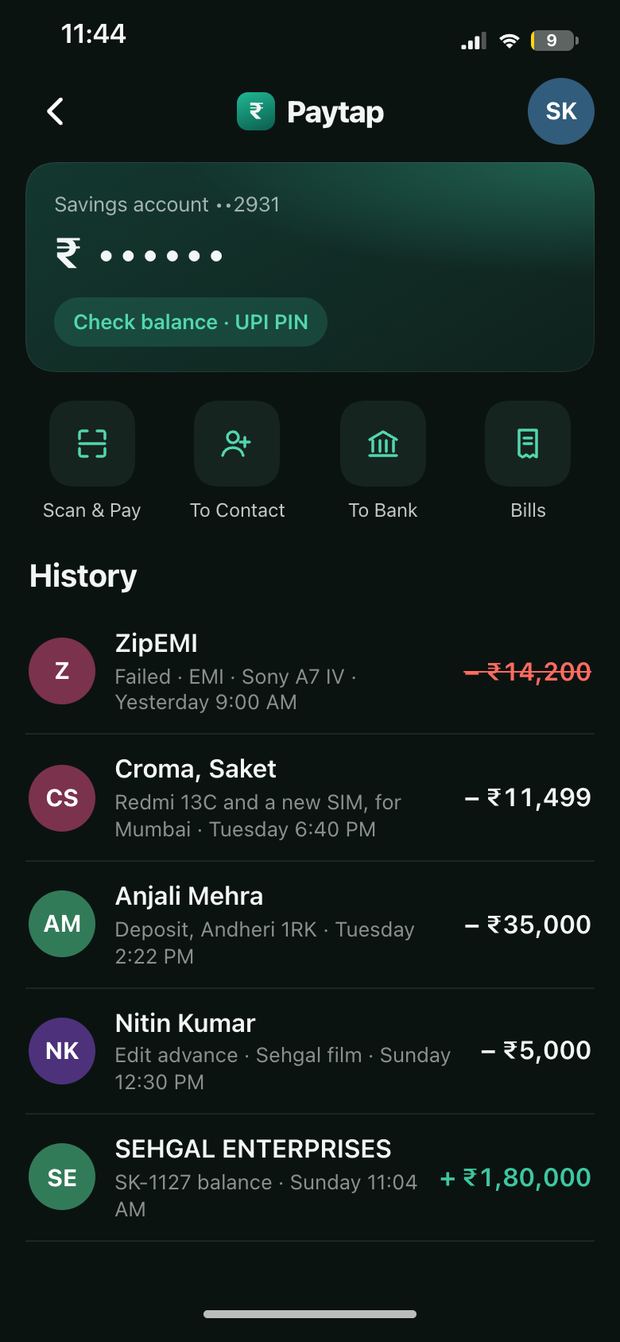 11:44
9
₹ Paytap
SK
Savings account ••2931
₹ ••••••
Check balance · UPI PIN
Scan & Pay
To Contact
To Bank
Bills
History
Z
ZipEMI
Failed · EMI · Sony A7 IV ·
Yesterday 9:00 AM
– ₹14,200
CS
Croma, Saket
Redmi 13C and a new SIM, for
Mumbai · Tuesday 6:40 PM
– ₹11,499
AM
Anjali Mehra
Deposit, Andheri 1RK · Tuesday
2:22 PM
– ₹35,000
NK
Nitin Kumar
Edit advance · Sehgal film · Sunday
12:30 PM
– ₹5,000
SE
SEHGAL ENTERPRISES
SK-1127 balance · Sunday 11:04
AM
+ ₹1,80,000